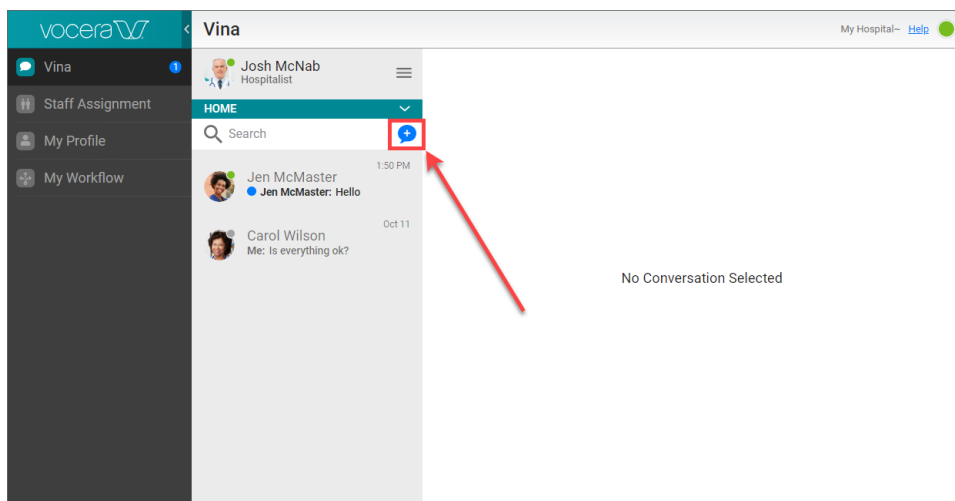 vocera
Vina
My Hospital~ Help
Vina 1
Staff Assignment
My Profile
My Workflow
Josh McNab
Hospitalist
HOME
Search
1:50 PM
Jen McMaster
Jen McMaster: Hello
Oct 11
Carol Wilson
Me: Is everything ok?
No Conversation Selected